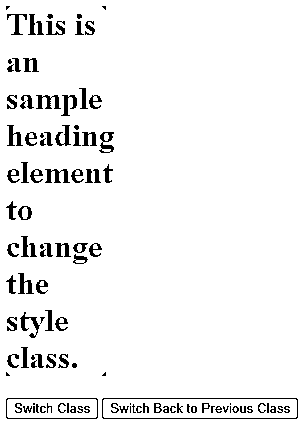 This is
an
sample
heading
element
to
change
the
style
class.
Switch Class Switch Back to Previous Class